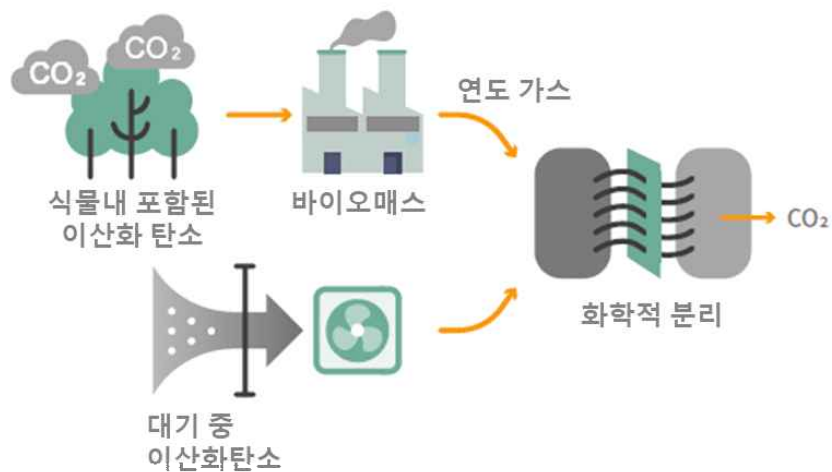 CO₂
CO₂
연도 가스
식물내 포함된
이산화 탄소
바이오매스
CO₂
화학적 분리
대기 중
이산화탄소